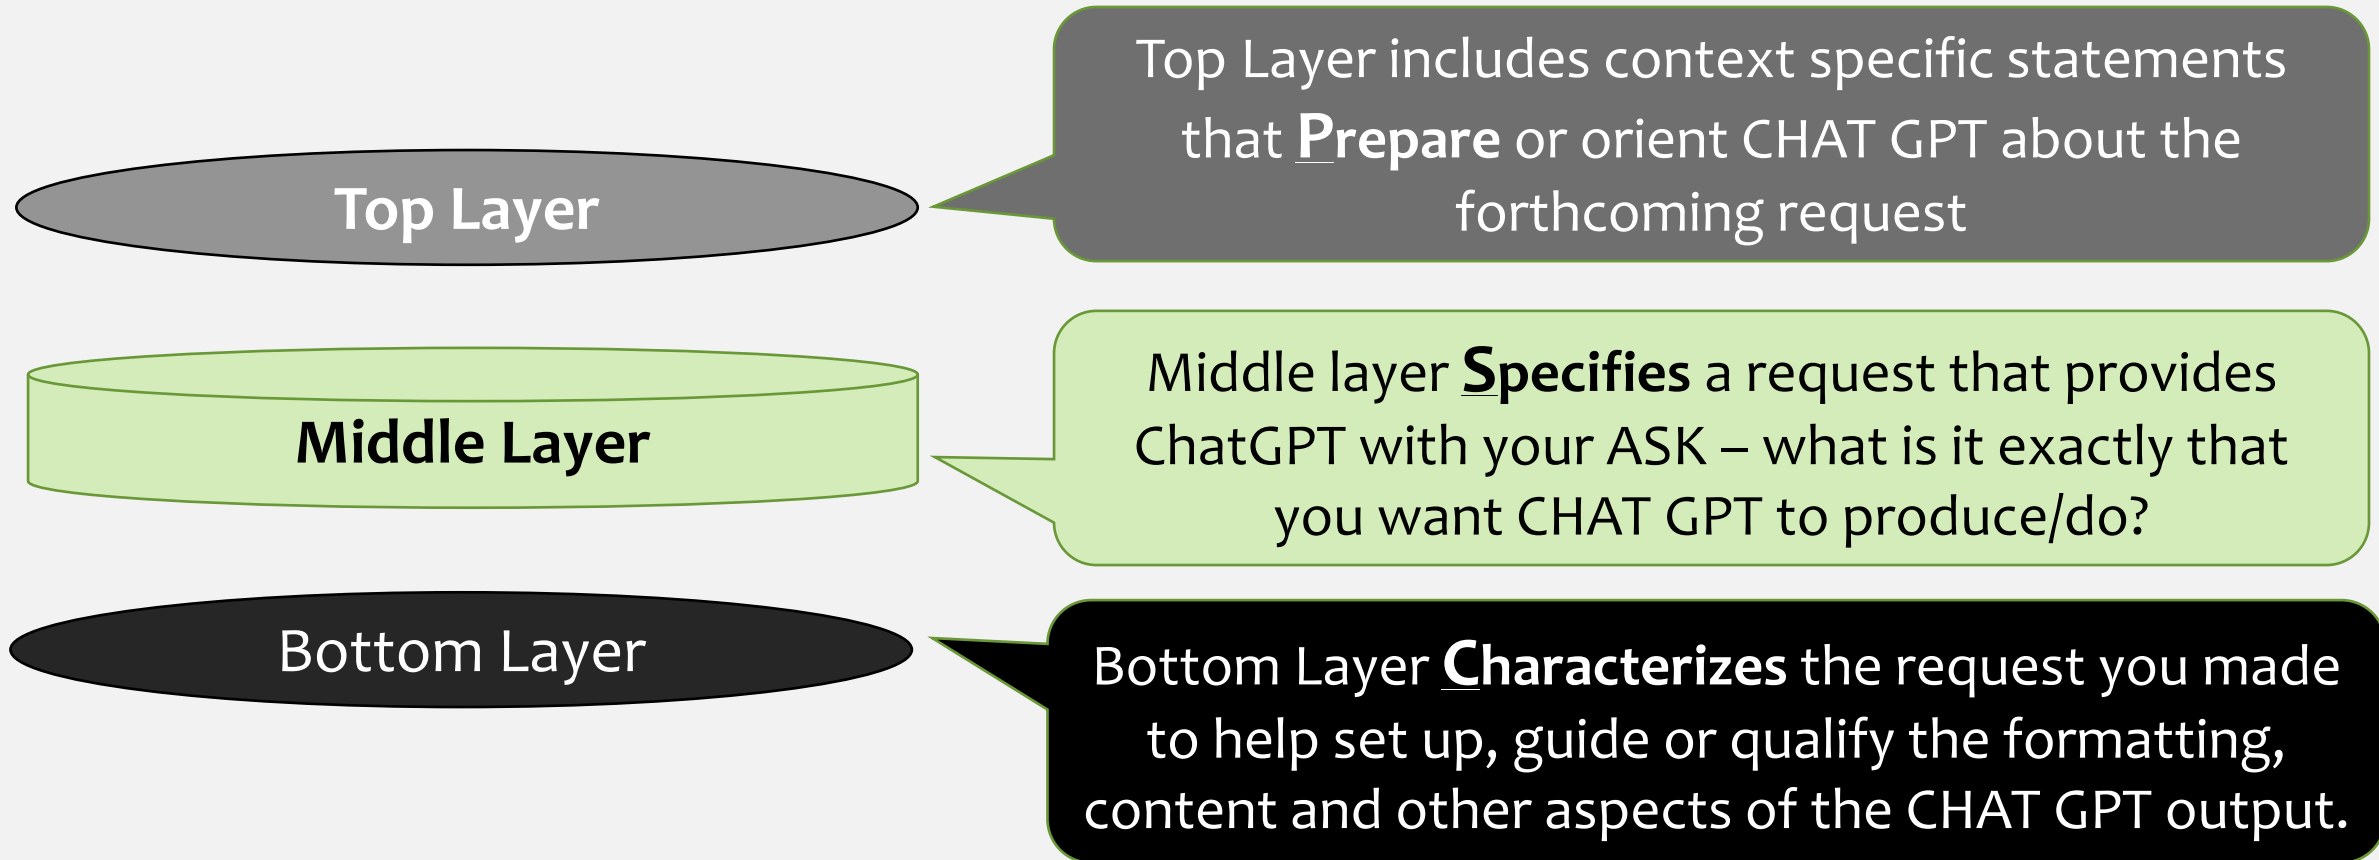 Top Layer
Top Layer includes context specific statements
that Prepare or orient CHAT GPT about the
forthcoming request
Middle Layer
Middle layer Specifies a request that provides
ChatGPT with your ASK – what is it exactly that
you want CHAT GPT to produce/do?
Bottom Layer
Bottom Layer Characterizes the request you made
to help set up, guide or qualify the formatting,
content and other aspects of the CHAT GPT output.